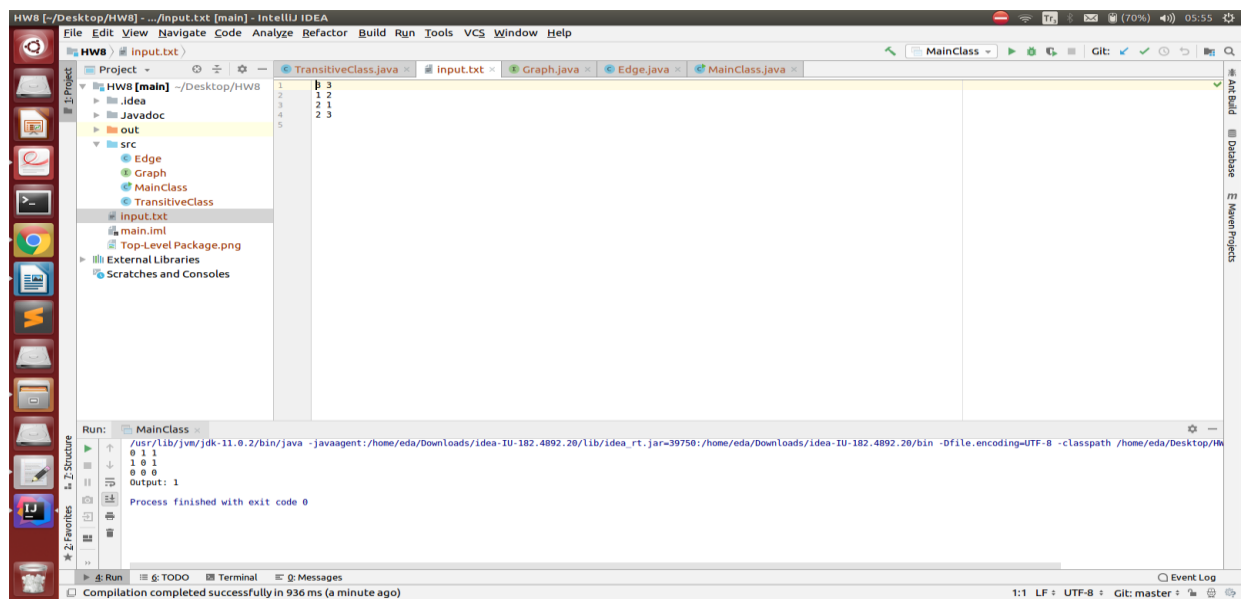 HW8 [~/Desktop/HW8] - .../input.txt [main] - IntelliJ IDEA
Tr1 (70%) 05:55
File Edit View Navigate Code Analyze Refactor Build Run Tools VCS Window Help
HW8 input.txt MainClass Git:
1: Project
Project TransitiveClass.java input.txt Graph.java Edge.java MainClass.java
HW8 [main] ~/Desktop/HW8
.idea
Javadoc
out
src
Edge
Graph
MainClass
TransitiveClass
input.txt
main.iml
Top-Level Package.png
External Libraries
Scratches and Consoles
1 3 3
2 1 2
3 2 1
4 2 3
5
Ant Build
Database
m Maven Projects
Run: MainClass
/usr/lib/jvm/jdk-11.0.2/bin/java -javaagent:/home/eda/Downloads/idea-IU-182.4892.20/lib/idea_rt.jar=39750:/home/eda/Downloads/idea-IU-182.4892.20/bin -Dfile.encoding=UTF-8 -classpath /home/eda/Desktop/HW
0 1 1
1 0 1
0 0 0
Output: 1
Process finished with exit code 0
Z: Structure
2: Favorites
4: Run 6: TODO Terminal 0: Messages Event Log
Compilation completed successfully in 936 ms (a minute ago) 1:1 LF UTF-8 Git: master